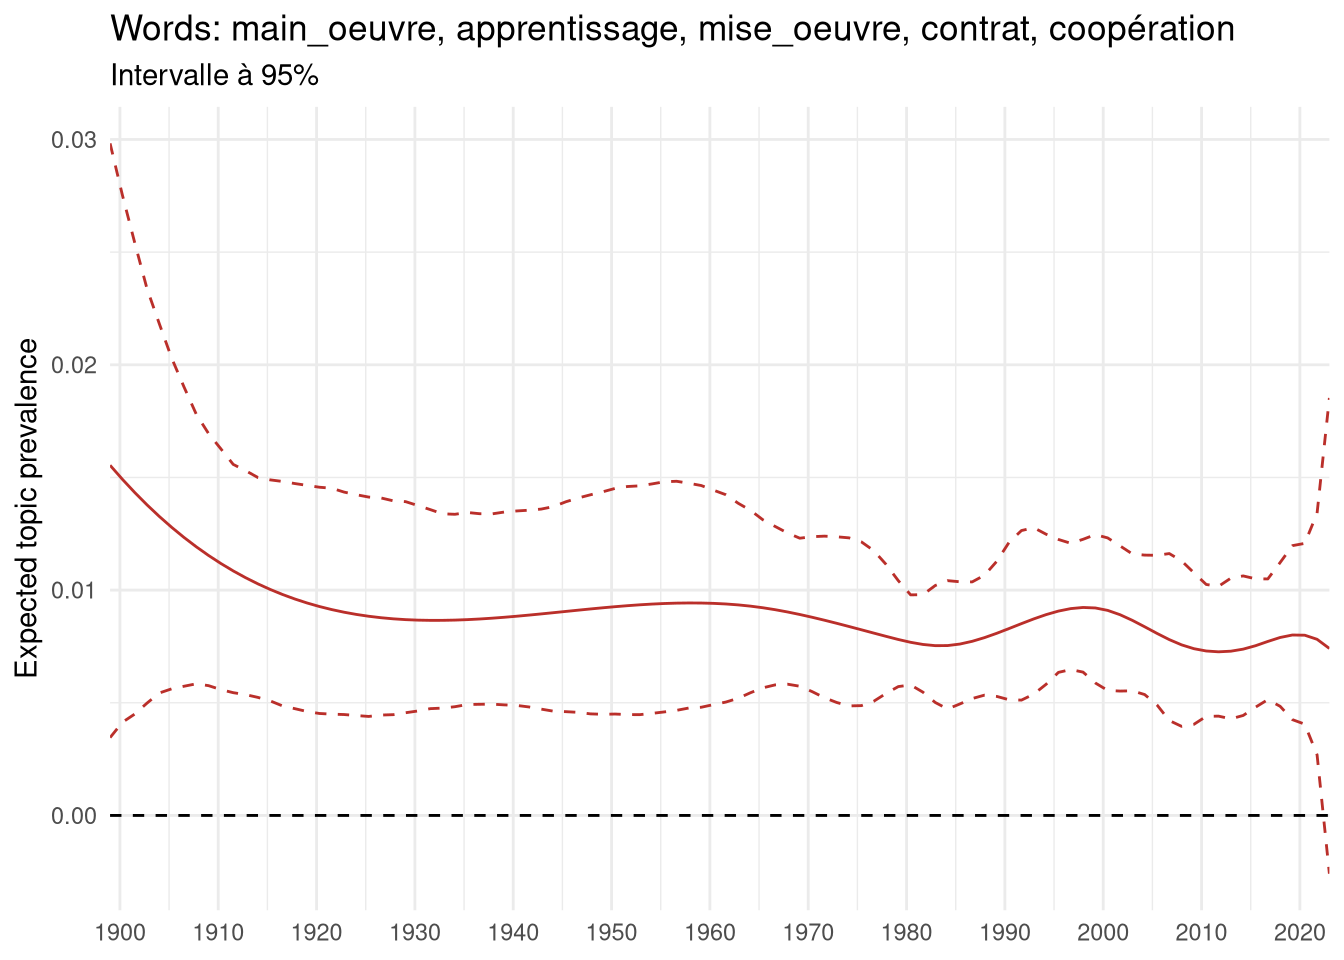 Words: main_oeuvre, apprentissage, mise_oeuvre, contrat, coopération
Intervalle à 95%
Expected topic prevalence
0.03
0.02
0.01
0.00
1900 1910 1920 1930 1940 1950 1960 1970 1980 1990 2000 2010 2020